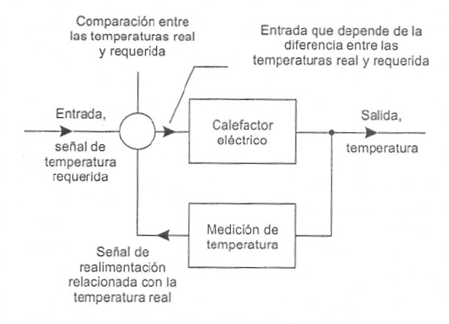 Comparación entre
las temperaturas real
y requerida
Entrada que depende de la
diferencia entre las
temperaturas real y requerida
Entrada,
señal de
temperatura
requerida
Calefactor
eléctrico
Salida,
temperatura
Medición de
temperatura
Señal de
realimentación
relacionada con la
temperatura real